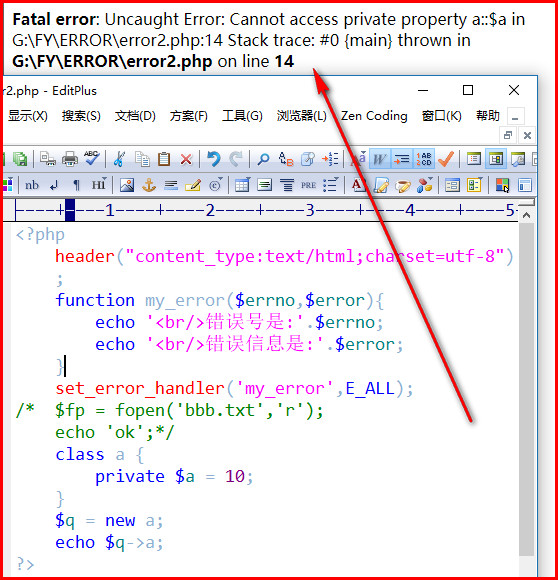 Fatal error: Uncaught Error: Cannot access private property a::$a in
G:\FY\ERROR\error2.php:14 Stack trace: #0 {main} thrown in
G:\FY\ERROR\error2.php on line 14
r2.php - EditPlus
显示(X) 搜索(S) 文档(D) 方案(F) 工具(G) 浏览器(L) Zen Coding 窗口(K) 帮助
----+----1----+----2----+----3----+----4----+----5-
<?php
header("content_type:text/html;charset=utf-8")
;
function my_error($errno,$error){
echo '<br/>错误号是:'.$errno;
echo '<br/>错误信息是:'.$error;
}
set_error_handler('my_error',E_ALL);
/* $fp = fopen('bbb.txt','r');
echo 'ok';*/
class a {
private $a = 10;
}
$q = new a;
echo $q->a;
?>